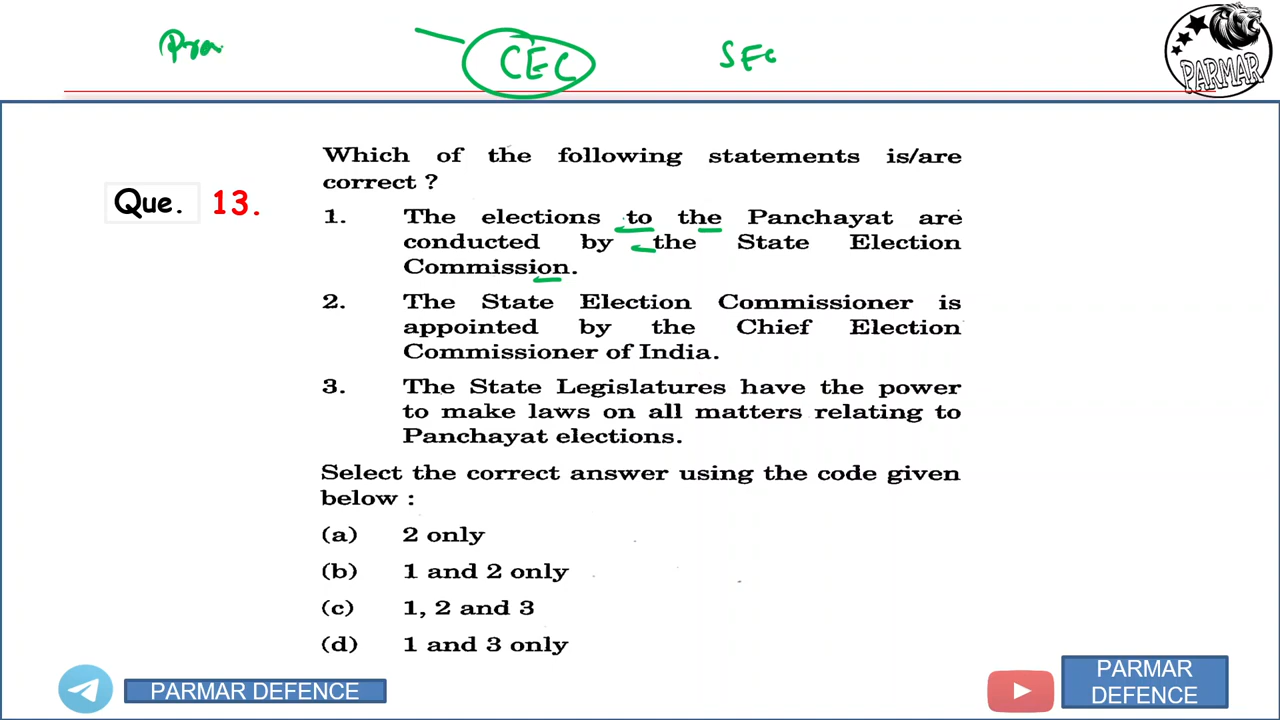 Pra
CEC
SEC
PARMAR
Which of the following statements is/are
correct ?
Que. 13.
1. The elections to the Panchayat are
conducted by the State Election
Commission.
2. The State Election Commissioner is
appointed by the Chief Election
Commissioner of India.
3. The State Legislatures have the power
to make laws on all matters relating to
Panchayat elections.
Select the correct answer using the code given
below :
(a) 2 only
(b) 1 and 2 only
(c) 1, 2 and 3
(d) 1 and 3 only
PARMAR DEFENCE
PARMAR
DEFENCE